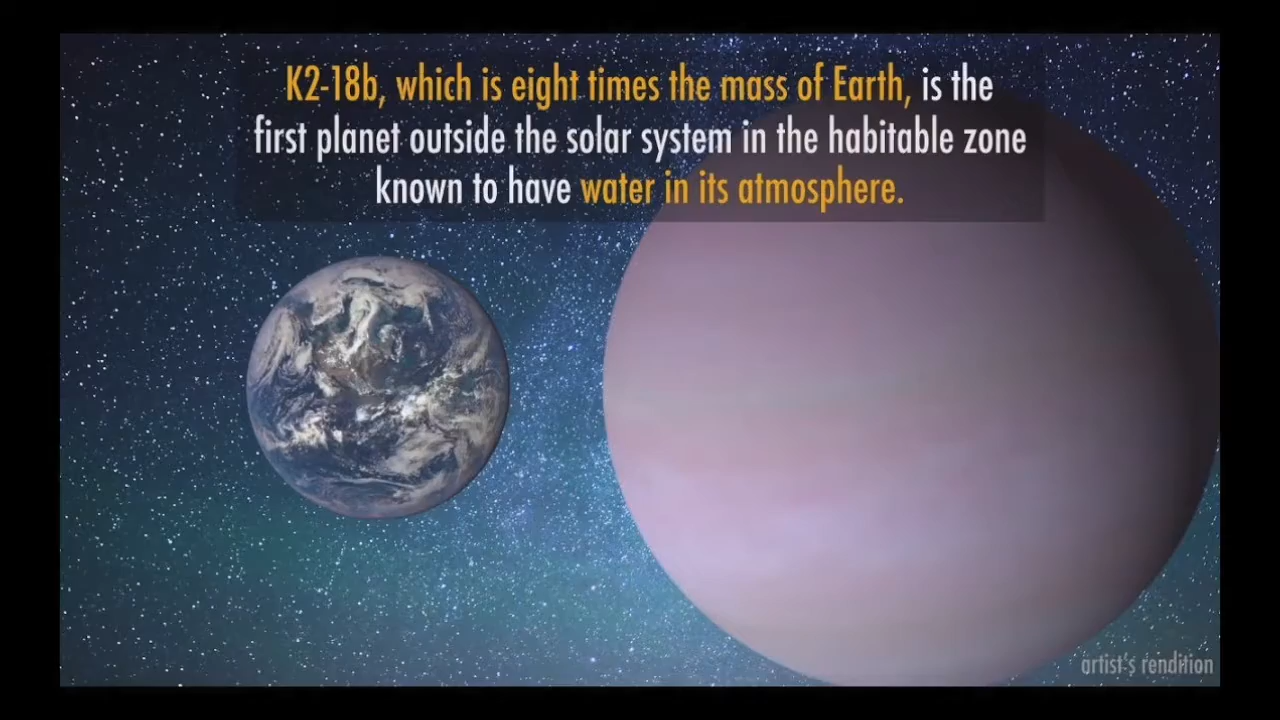 K2-18b, which is eight times the mass of Earth, is the
first planet outside the solar system in the habitable zone
known to have water in its atmosphere.
artist's rendition